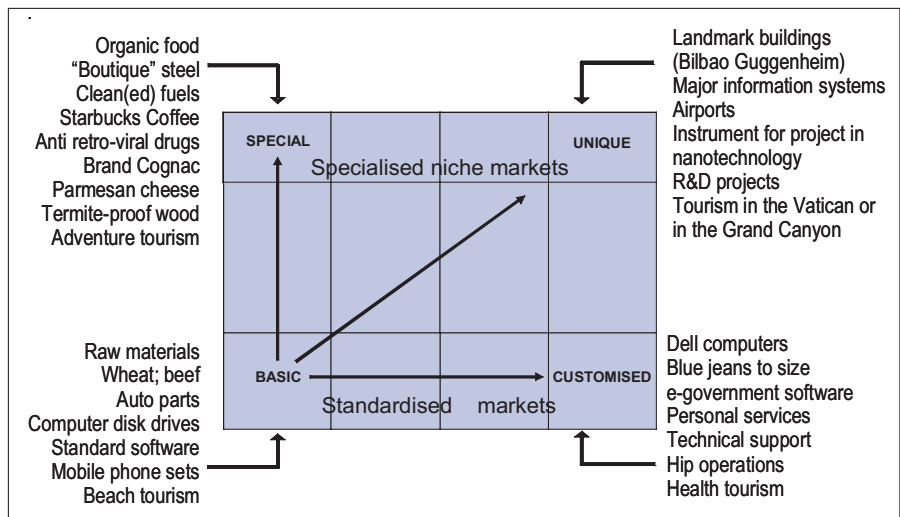 Organic food
“Boutique” steel
Clean(ed) fuels
Starbucks Coffee
Anti retro-viral drugs
Brand Cognac
Parmesan cheese
Termite-proof wood
Adventure tourism
Landmark buildings
(Bilbao Guggenheim)
Major information systems
Airports
Instrument for project in
nanotechnology
R&D projects
Tourism in the Vatican or
in the Grand Canyon
SPECIAL
UNIQUE
Specialised niche markets
BASIC
CUSTOMISED
Standardised markets
Raw materials
Wheat; beef
Auto parts
Computer disk drives
Standard software
Mobile phone sets
Beach tourism
Dell computers
Blue jeans to size
e-government software
Personal services
Technical support
Hip operations
Health tourism